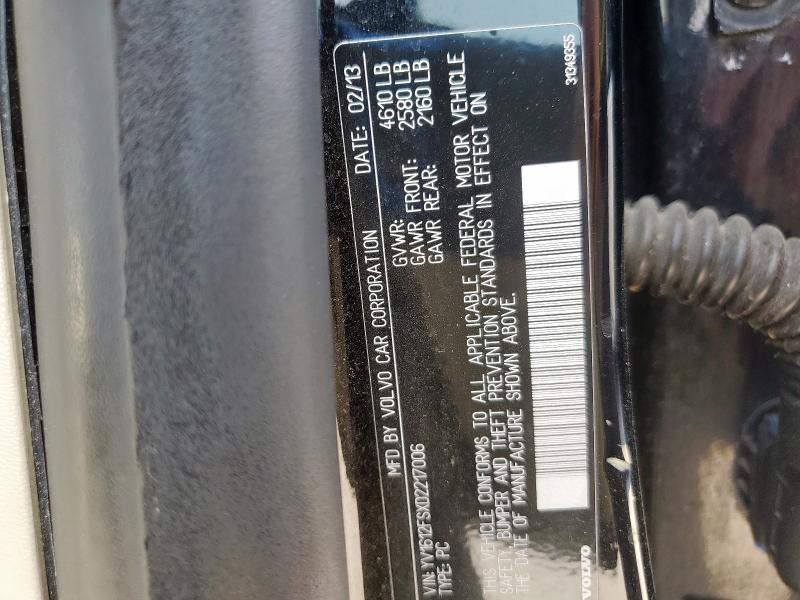 MFD BY VOLVO CAR CORPORATION DATE: 02/13
GVWR: 4610 LB
GAWR FRONT: 2580 LB
GAWR REAR: 2160 LB
VIN: YV1612FSXD2217006
TYPE: PC
THIS VEHICLE CONFORMS TO ALL APPLICABLE FEDERAL MOTOR VEHICLE
SAFETY, BUMPER AND THEFT PREVENTION STANDARDS IN EFFECT ON
THE DATE OF MANUFACTURE SHOWN ABOVE.
VOLVO
31349355